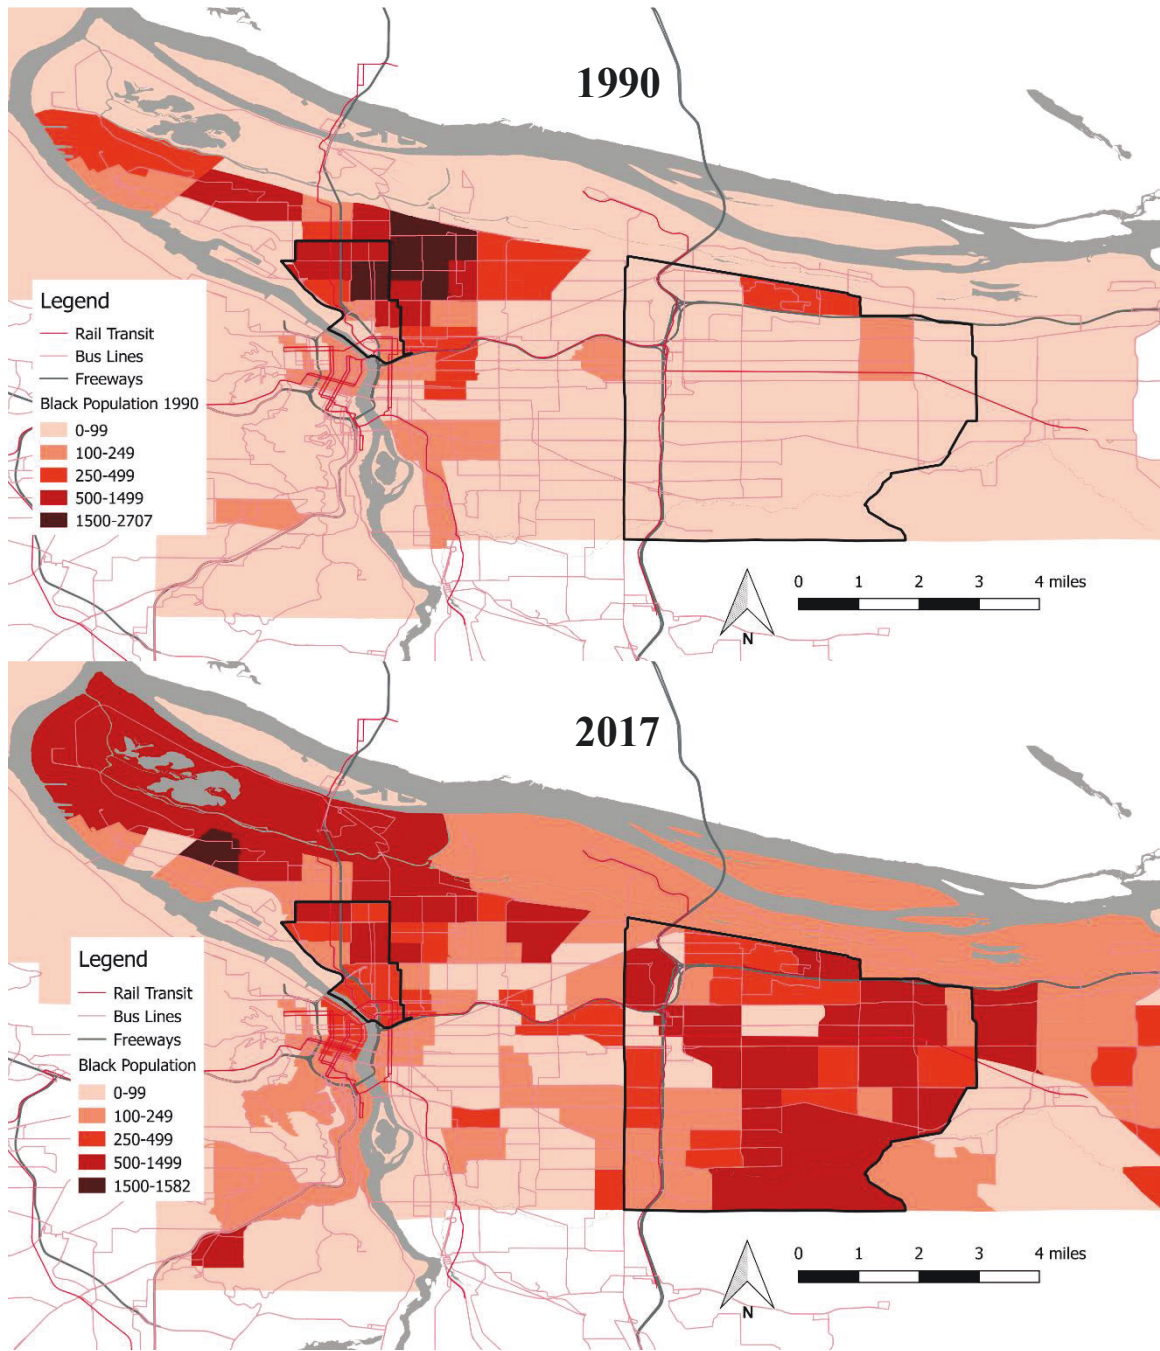 1990
Legend
Rail Transit
Bus Lines
Freeways
Black Population 1990
0-99
100-249
250-499
500-1499
1500-2707
0 1 2 3 4 miles
N
2017
Legend
Rail Transit
Bus Lines
Freeways
Black Population
0-99
100-249
250-499
500-1499
1500-1582
0 1 2 3 4 miles
N